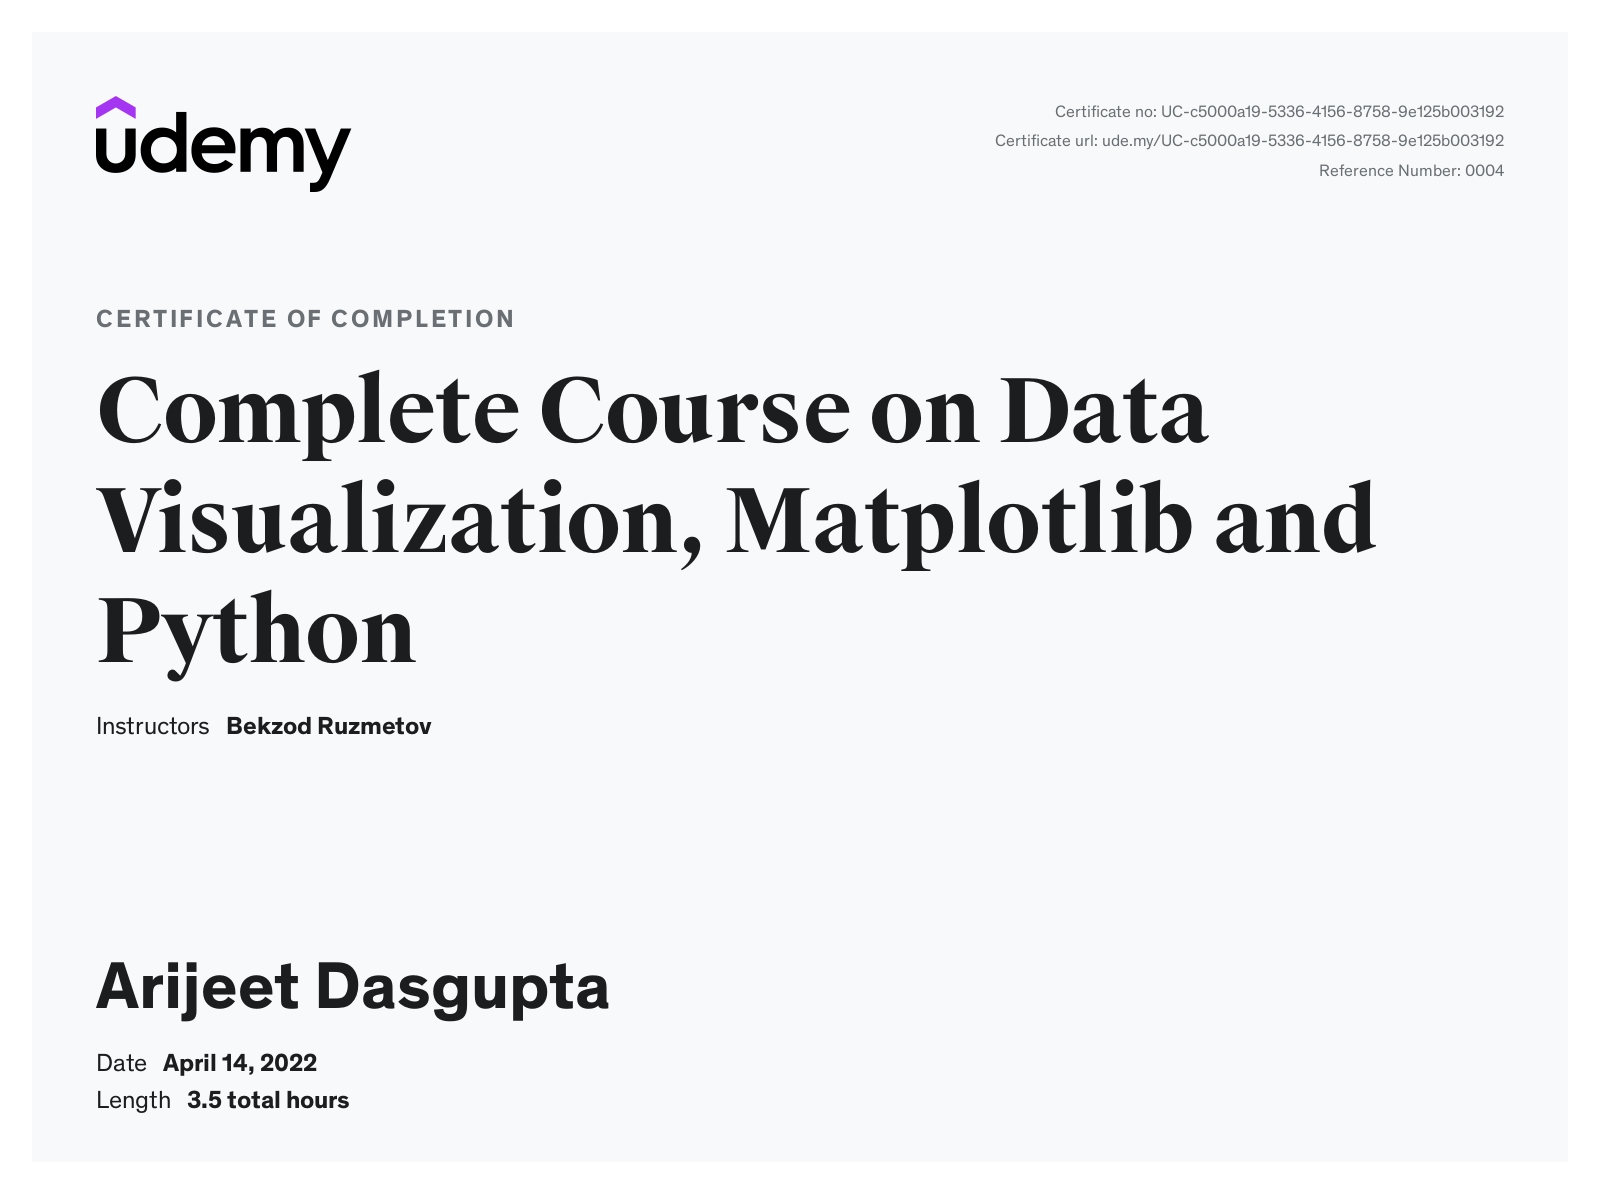 udemy
Certificate no: UC-c5000a19-5336-4156-8758-9e125b003192
Certificate url: ude.my/UC-c5000a19-5336-4156-8758-9e125b003192
Reference Number: 0004
CERTIFICATE OF COMPLETION
Complete Course on Data
Visualization, Matplotlib and
Python
Instructors Bekzod Ruzmetov
Arijeet Dasgupta
Date April 14, 2022
Length 3.5 total hours